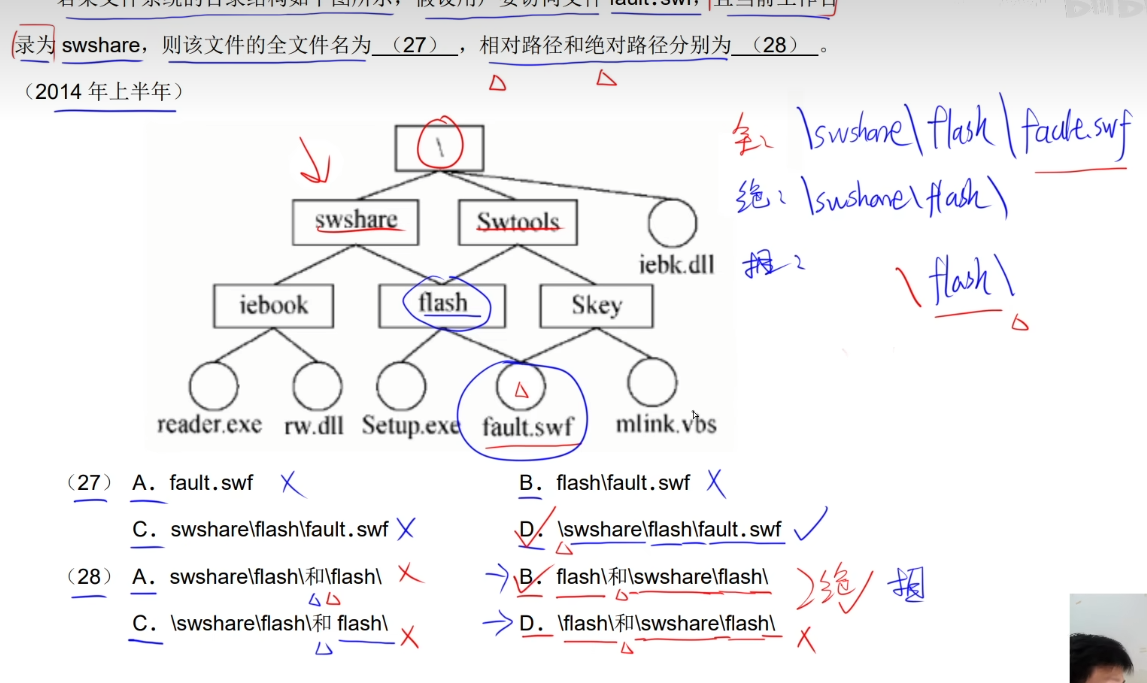 若某文件系统的目录结构如下图所示，假设用户要访问文件 fault.swf，且当前工作目
录为 swshare，则该文件的全文件名为 （27） ，相对路径和绝对路径分别为 （28） 。
（2014 年上半年）
\
swshare
Swtools
iebk.dll
iebook
flash
Skey
reader.exe
rw.dll
Setup.exe
fault.swf
mlink.vbs
全: \swshare\flash\faule.swf
绝: \swshare\flash\
相:
\flash\
（27） A. fault.swf
B. flash\fault.swf
C. swshare\flash\fault.swf
D. \swshare\flash\fault.swf
（28） A. swshare\flash\和\flash\
B. flash\和\swshare\flash\
绝
相
C. \swshare\flash\和 flash\
D. \flash\和\swshare\flash\